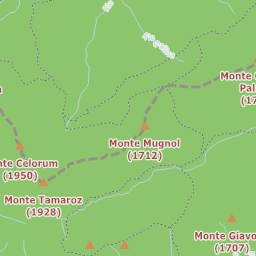 Monte
Pal
(17
Monte Mugnol
(1712)
nte Celorum
(1950)
Monte Tamaroz
(1928)
Monte Giavo
(1707)